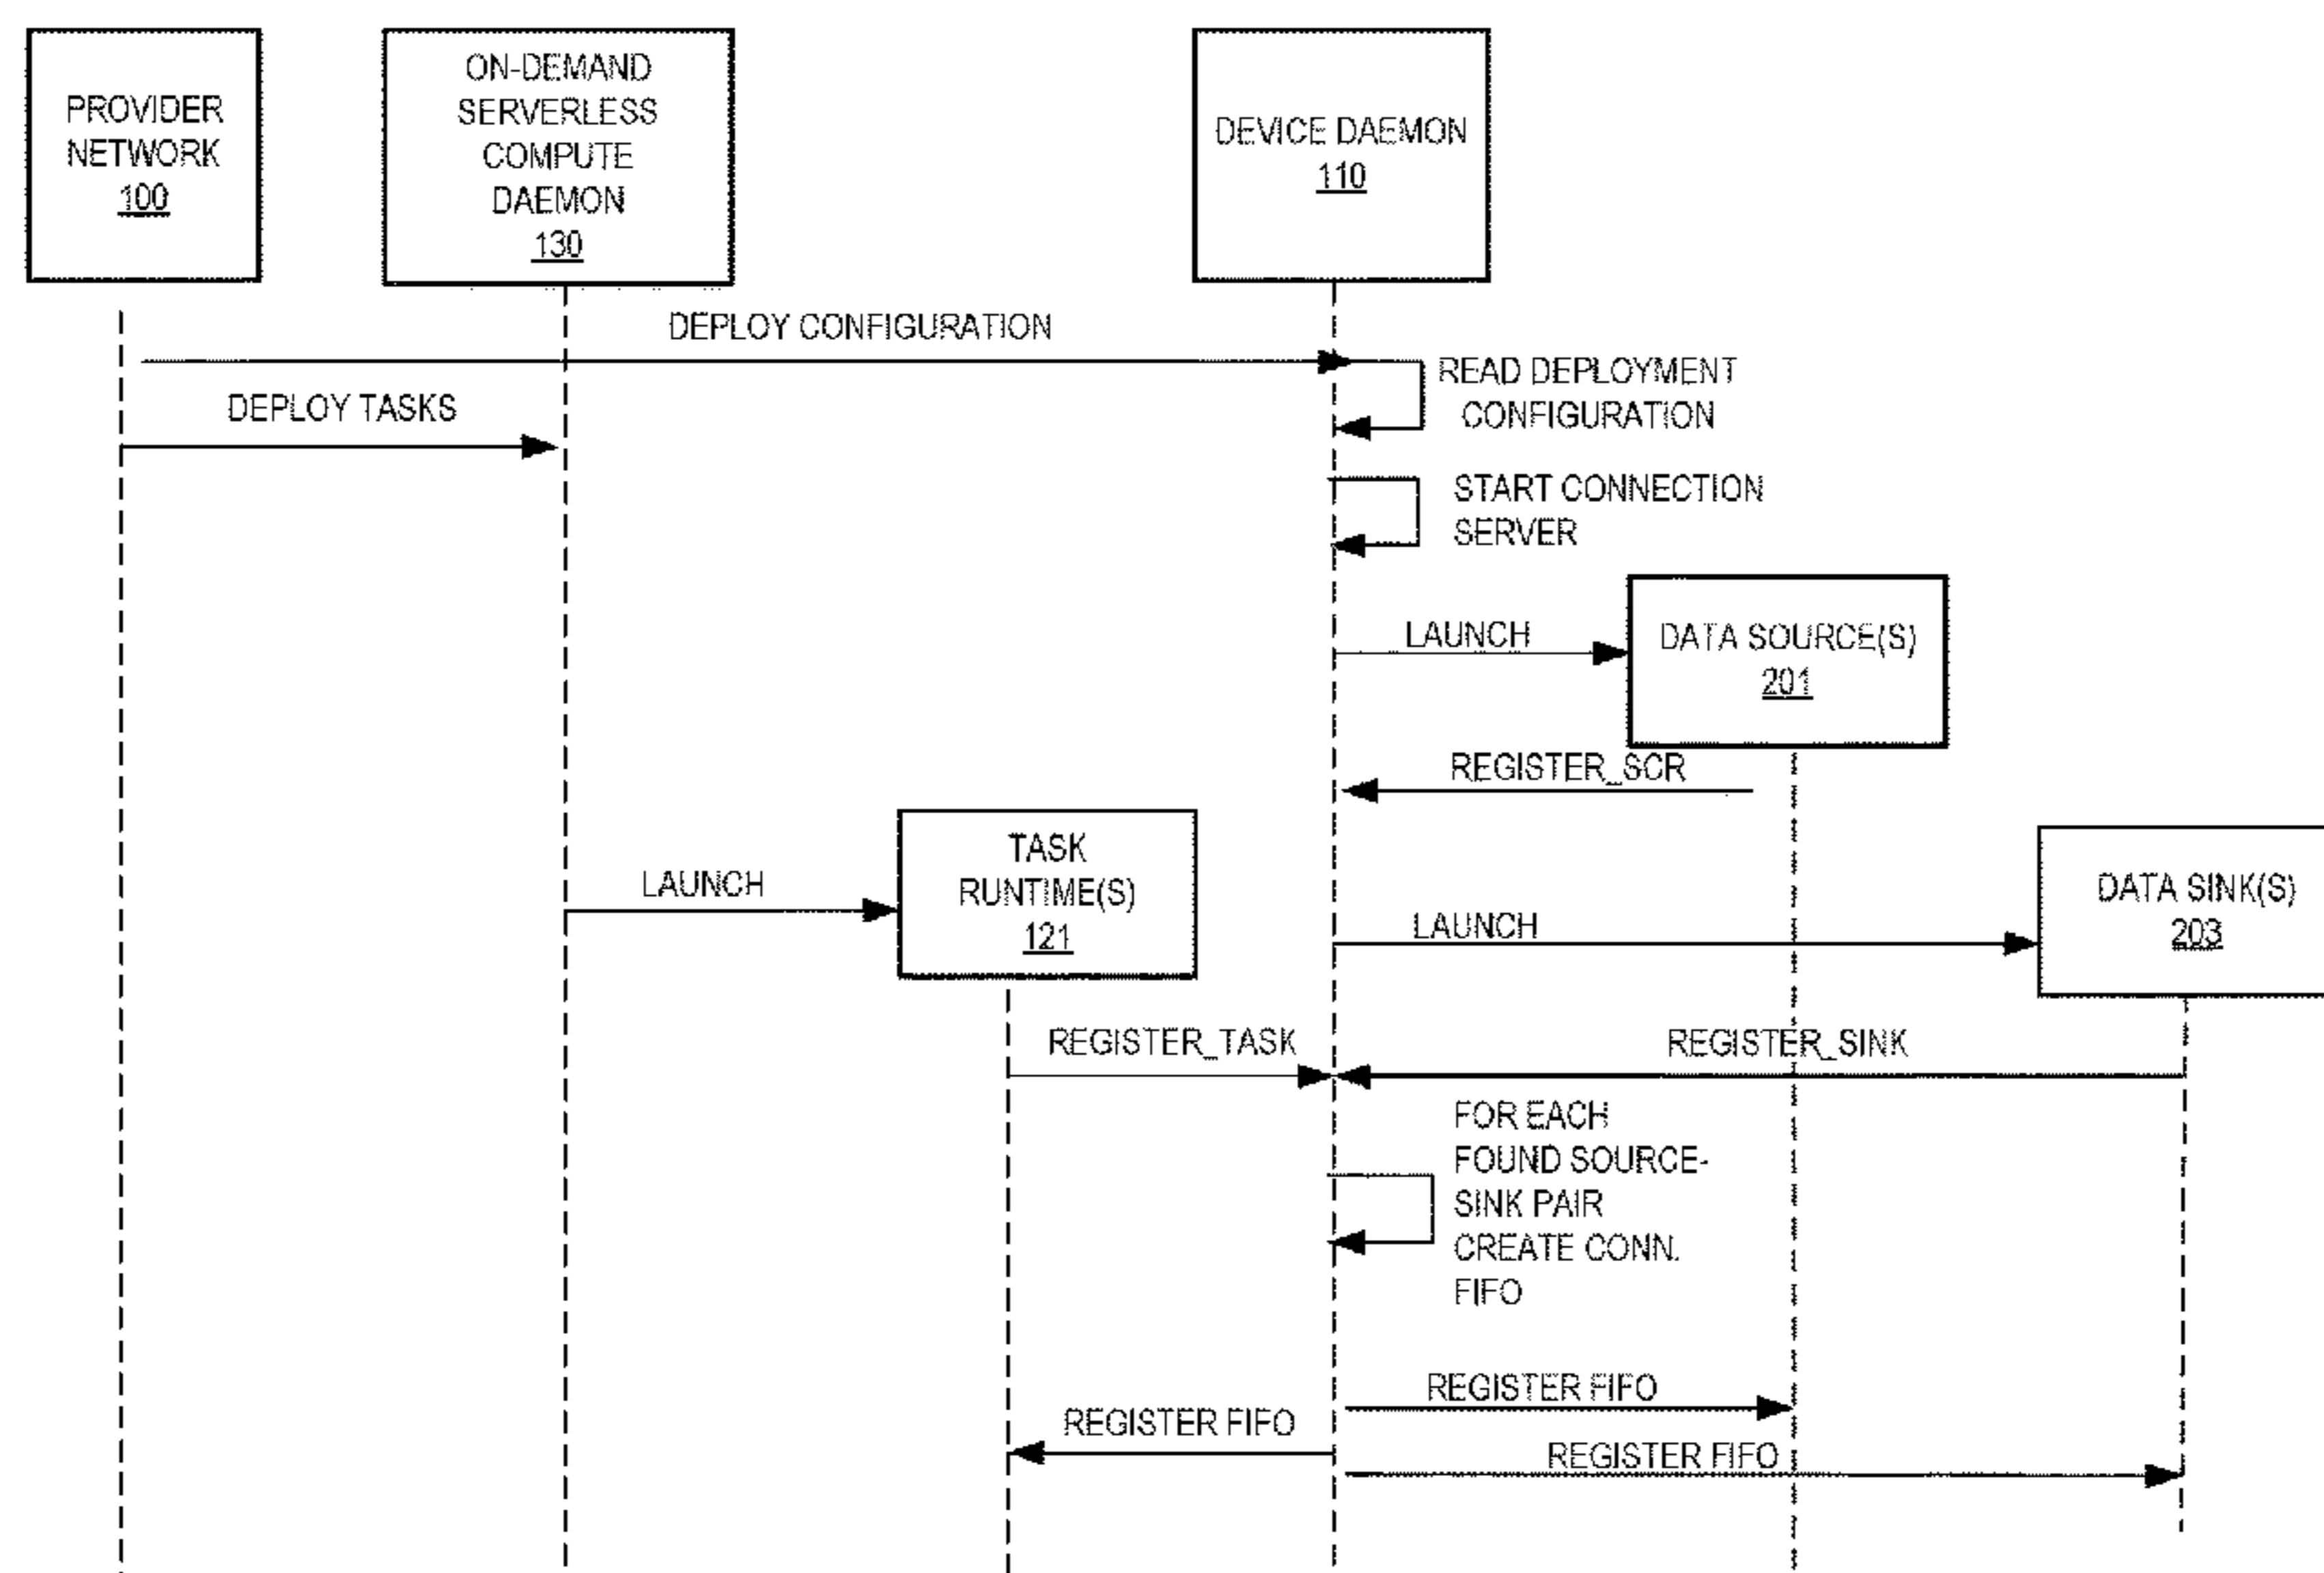 PROVIDER
NETWORK
100
ON-DEMAND
SERVERLESS
COMPUTE
DAEMON
130
DEVICE DAEMON
110
DEPLOY CONFIGURATION
READ DEPLOYMENT
CONFIGURATION
DEPLOY TASKS
START CONNECTION
SERVER
LAUNCH
DATA SOURCE(S)
201
REGISTER_SCR
TASK
RUNTIME(S)
121
LAUNCH
LAUNCH
DATA SINK(S)
203
REGISTER_TASK
REGISTER_SINK
FOR EACH
FOUND SOURCE-
SINK PAIR
CREATE CONN.
FIFO
REGISTER FIFO
REGISTER FIFO
REGISTER FIFO